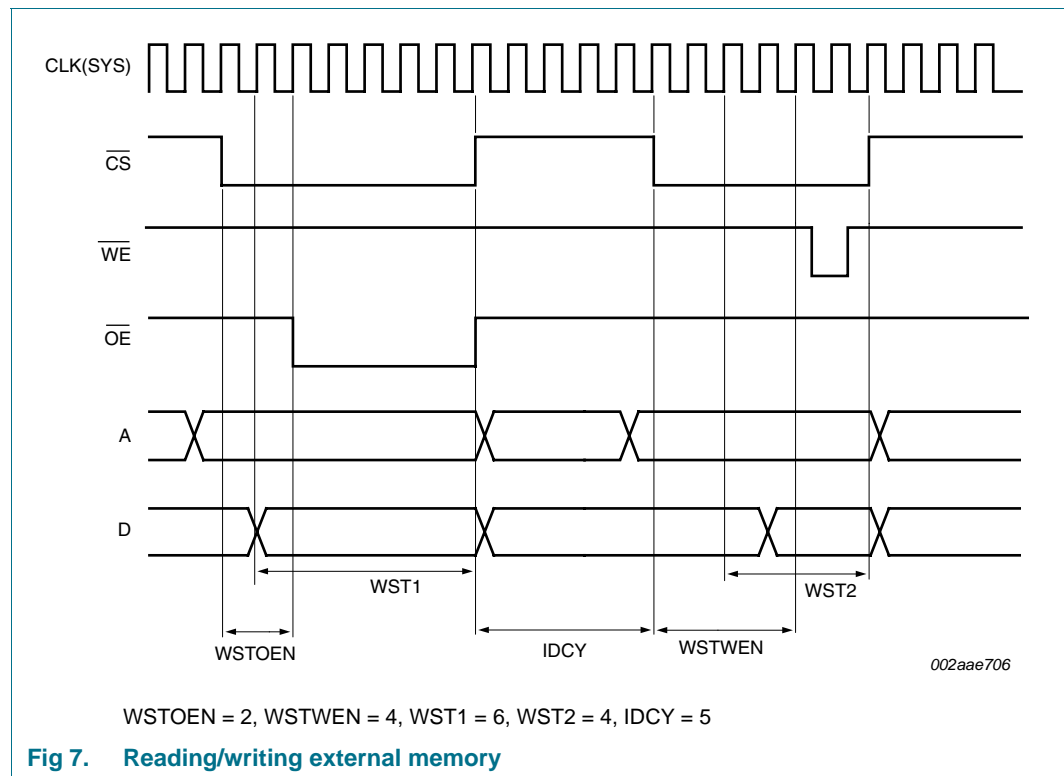 CLK(SYS)
CS
WE
OE
A
D
WST1
WST2
WSTOEN
IDCY
WSTWEN
002aae706
WSTOEN = 2, WSTWEN = 4, WST1 = 6, WST2 = 4, IDCY = 5
Fig 7. Reading/writing external memory